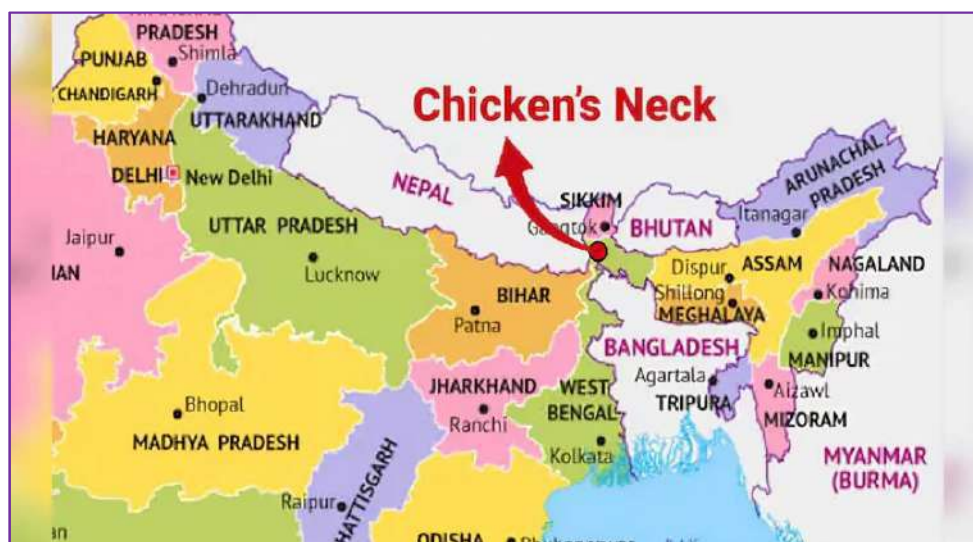 PRADESH
Shimla
PUNJAB
CHANDIGARH
Dehradun
UTTARAKHAND
HARYANA
DELHI
New Delhi
Chicken's Neck
NEPAL
SIKKIM
Gangtok
BHUTAN
ARUNACHAL
PRADESH
Itanagar
UTTAR PRADESH
Jaipur
Lucknow
BIHAR
Patna
Dispur
ASSAM
Shillong
MEGHALAYA
NAGALAND
Kohima
BANGLADESH
Imphal
MANIPUR
Agartala
TRIPURA
Aizawl
MIZORAM
JHARKHAND
Ranchi
WEST
BENGAL
Kolkata
Bhopal
MADHYA PRADESH
MYANMAR
(BURMA)
Raipur
HATTISGARH
ODISHA